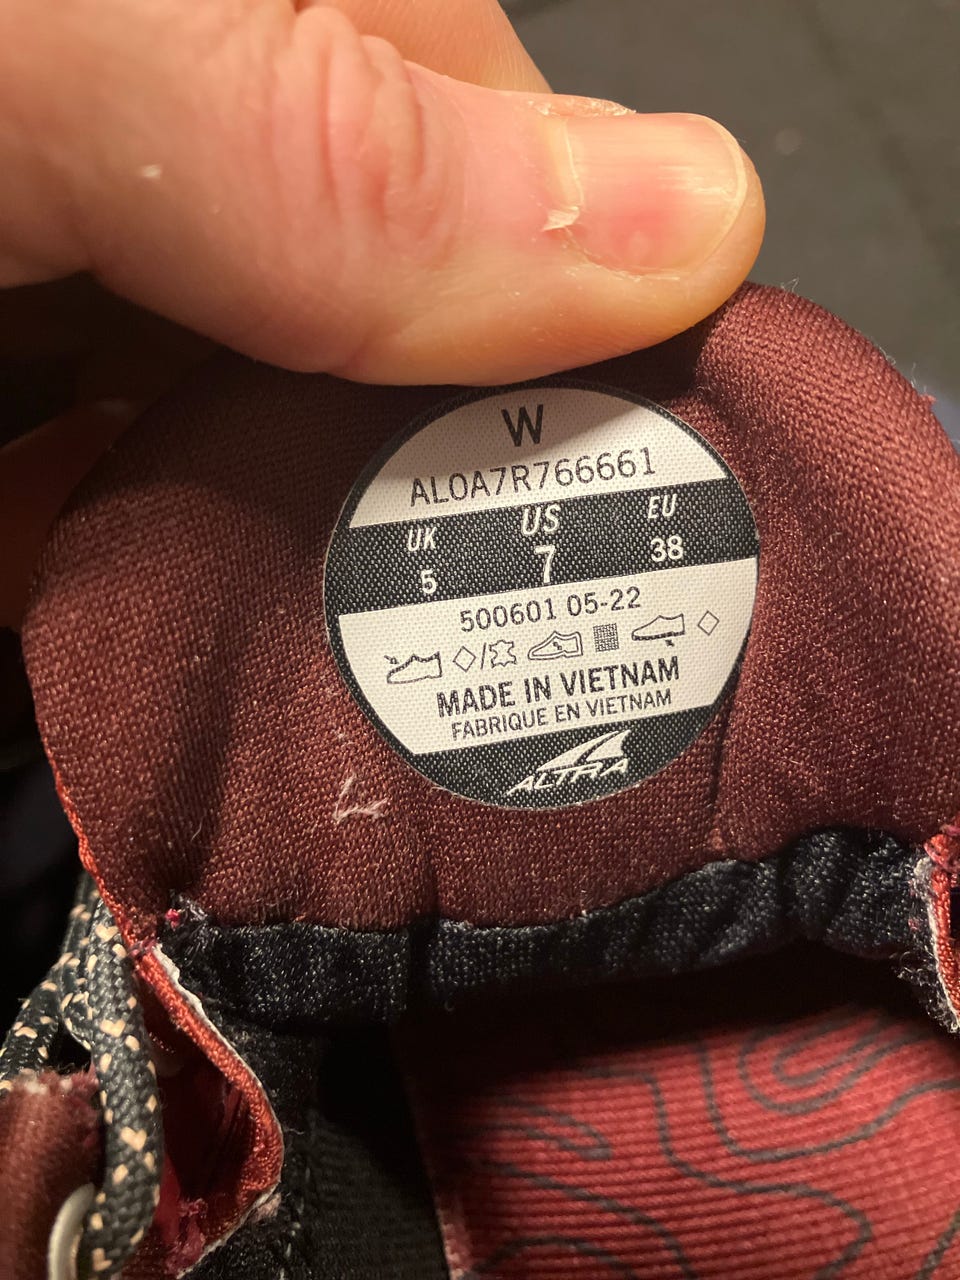 W
AL0A7R766661
UK US EU
5 7 38
500601 05-22
MADE IN VIETNAM
FABRIQUE EN VIETNAM
ALTRA